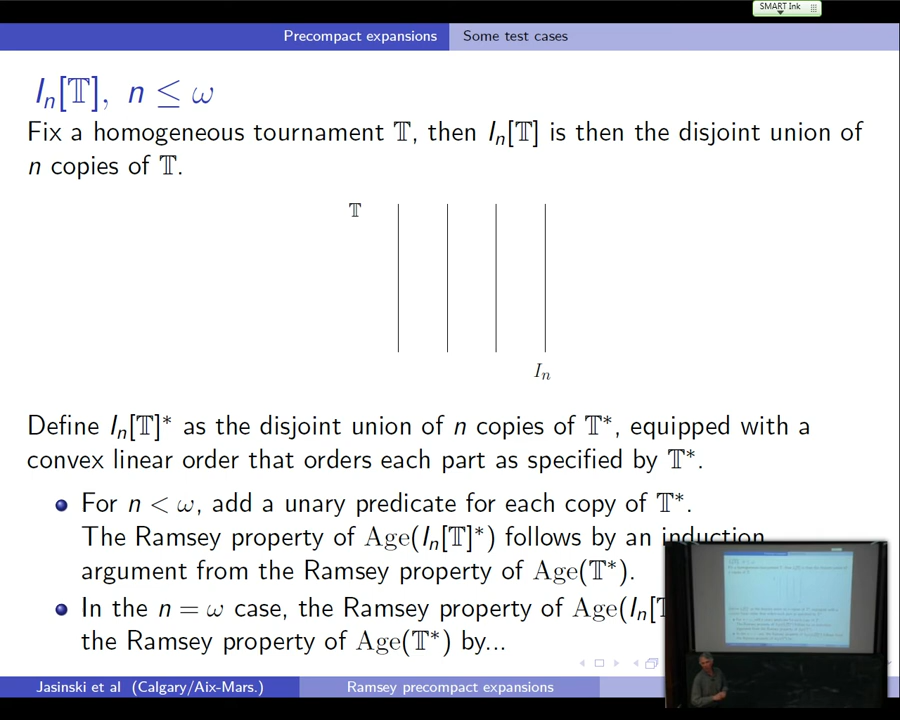 SMART Ink
Precompact expansions Some test cases
Iₙ[𝕋], n ≤ ω
Fix a homogeneous tournament 𝕋, then Iₙ[𝕋] is then the disjoint union of
n copies of 𝕋.
𝕋
Iₙ
Define Iₙ[𝕋]* as the disjoint union of n copies of 𝕋*, equipped with a
convex linear order that orders each part as specified by 𝕋*.
For n < ω, add a unary predicate for each copy of 𝕋*.
The Ramsey property of Age(Iₙ[𝕋]*) follows by an induction
argument from the Ramsey property of Age(𝕋*).
In the n = ω case, the Ramsey property of Age(Iₙ[
the Ramsey property of Age(𝕋*) by...
Jasinski et al (Calgary/Aix-Mars.) Ramsey precompact expansions